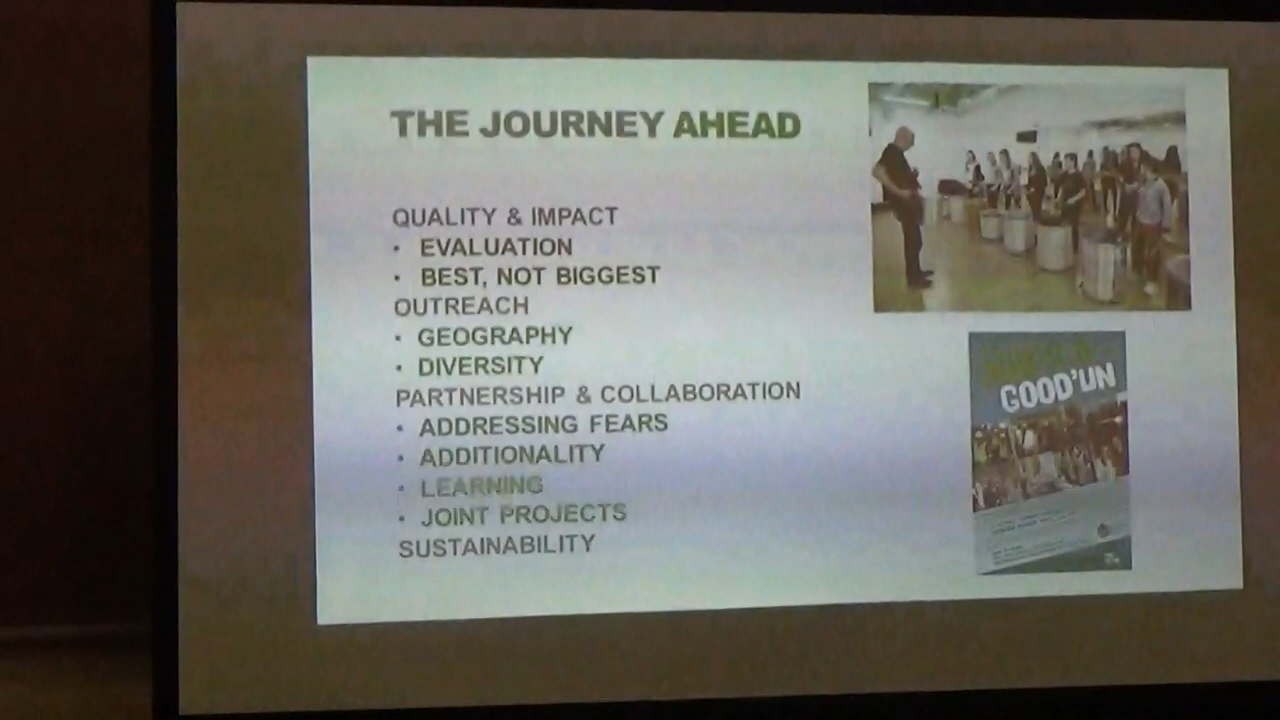 THE JOURNEY AHEAD
QUALITY & IMPACT
• EVALUATION
• BEST, NOT BIGGEST
OUTREACH
• GEOGRAPHY
• DIVERSITY
PARTNERSHIP & COLLABORATION
• ADDRESSING FEARS
• ADDITIONALITY
• LEARNING
• JOINT PROJECTS
SUSTAINABILITY
GOOD'UN